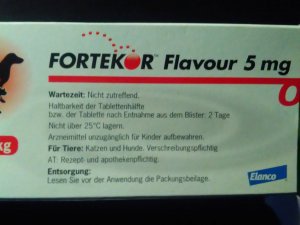 FORTEKOR™ Flavour 5 mg
Wartezeit: Nicht zutreffend.
Haltbarkeit der Tablettenhälfte
bzw. der Tablette nach Entnahme aus dem Blister: 2 Tage
Nicht über 25°C lagern.
Arzneimittel unzugänglich für Kinder aufbewahren.
Für Tiere: Katzen und Hunde. Verschreibungspflichtig
AT: Rezept- und apothekenpflichtig.
Entsorgung:
Lesen Sie vor der Anwendung die Packungsbeilage.
kg
Elanco